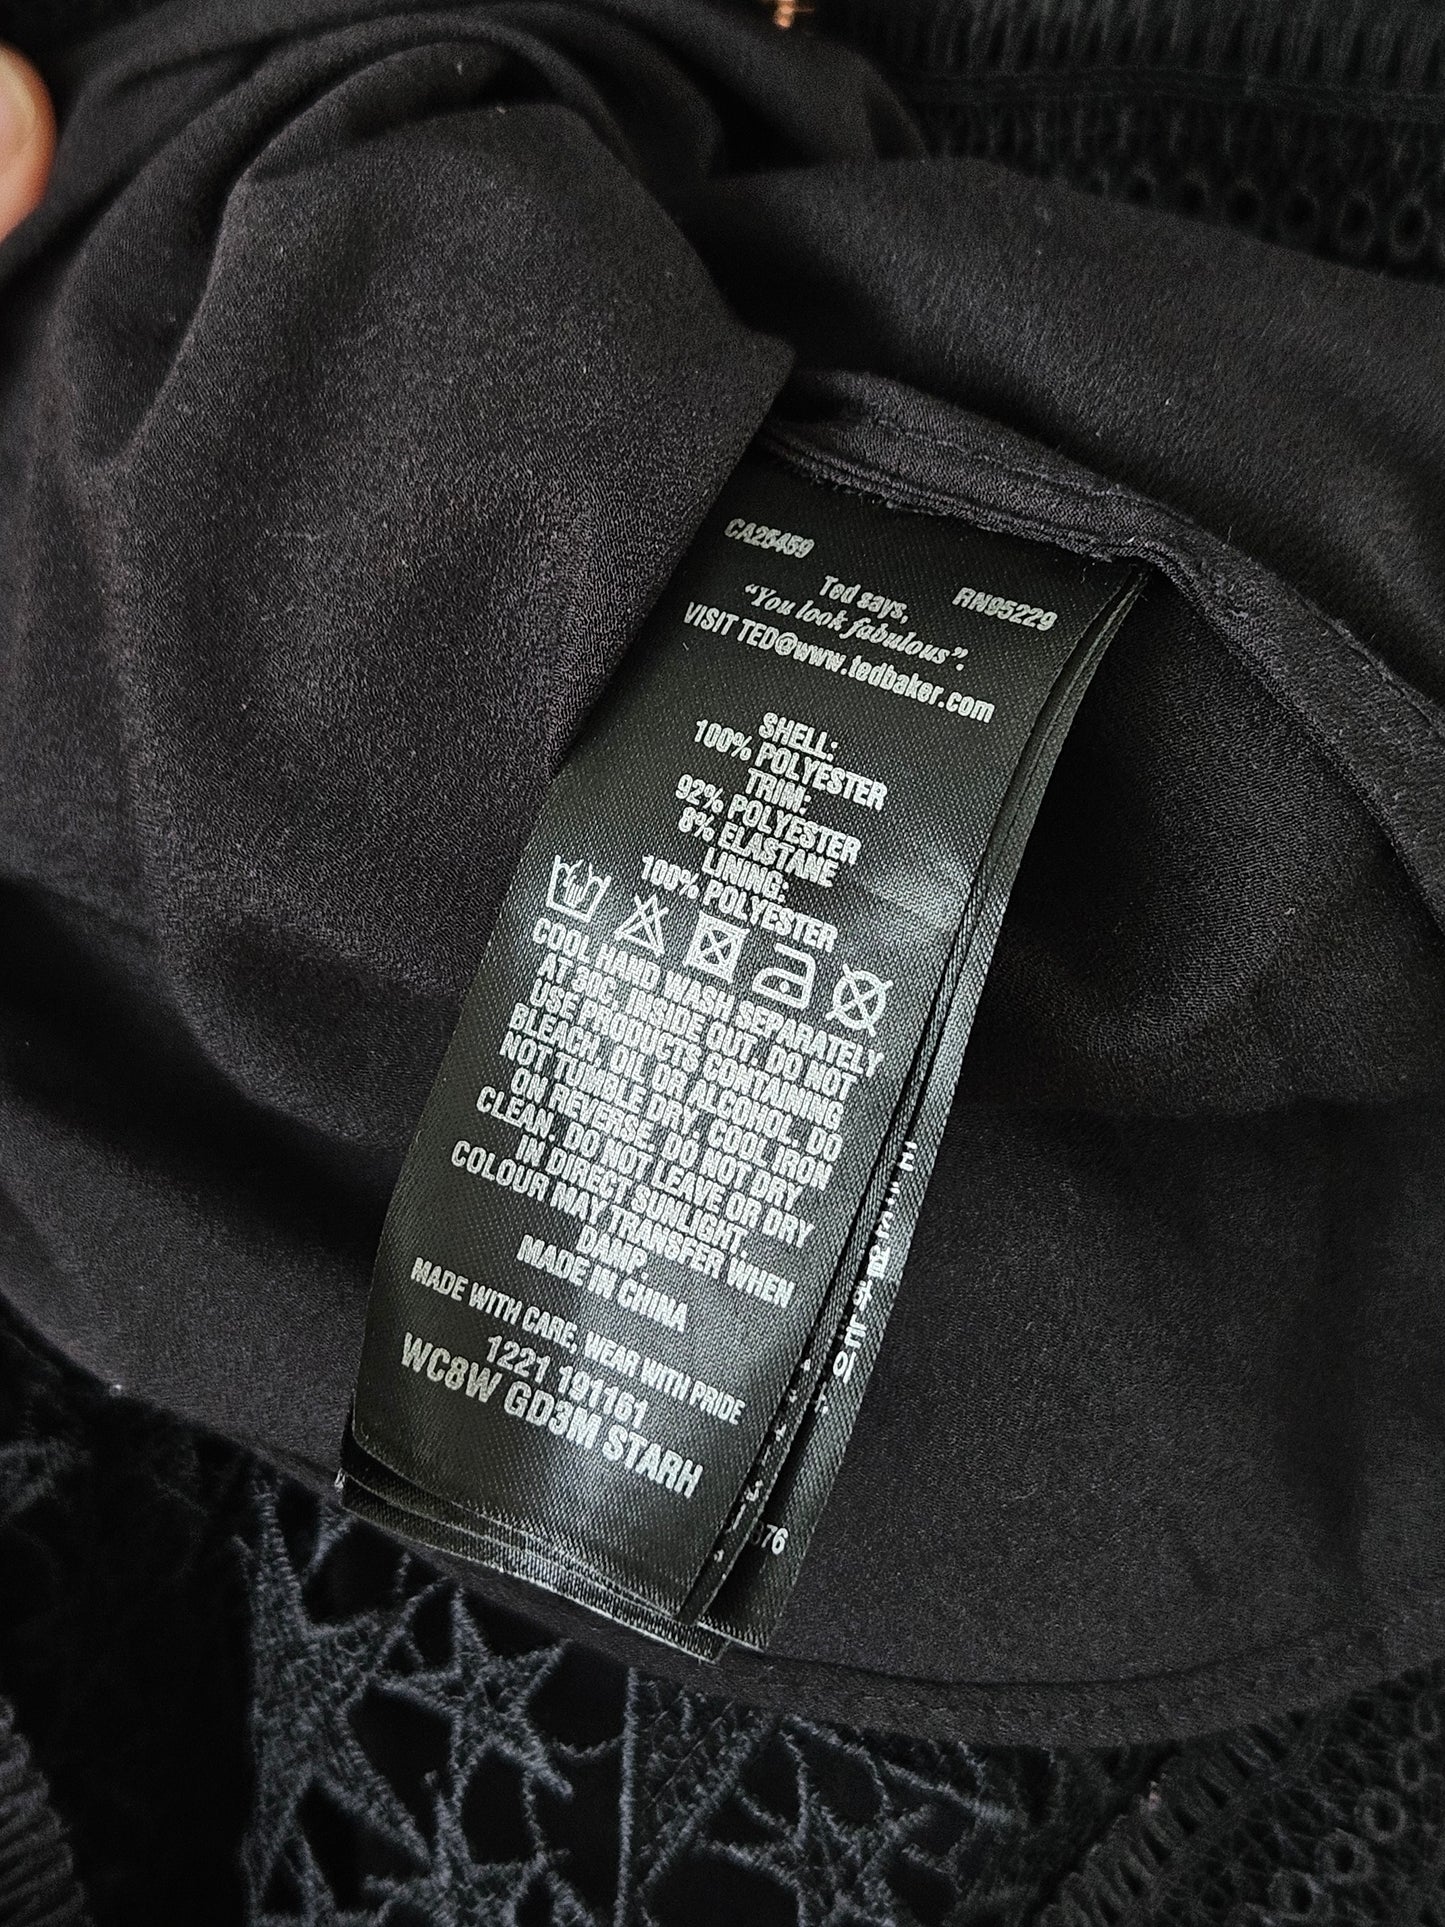 CA25459
RN95229
Ted says,
“You look fabulous”.
VISIT TED@www.tedbaker.com
SHELL:
100% POLYESTER
TRIM:
92% POLYESTER
8% ELASTANE
LINING:
100% POLYESTER
COOL HAND WASH SEPARATELY
AT 30C, INSIDE OUT. DO NOT
USE PRODUCTS CONTAINING
BLEACH, OIL OR ALCOHOL. DO
NOT TUMBLE DRY. COOL IRON
ON REVERSE. DO NOT DRY
CLEAN. DO NOT LEAVE OR DRY
IN DIRECT SUNLIGHT.
COLOUR MAY TRANSFER WHEN
DAMP.
MADE IN CHINA
MADE WITH CARE, WEAR WITH PRIDE
1221 191161
WC8W GD3M STARH